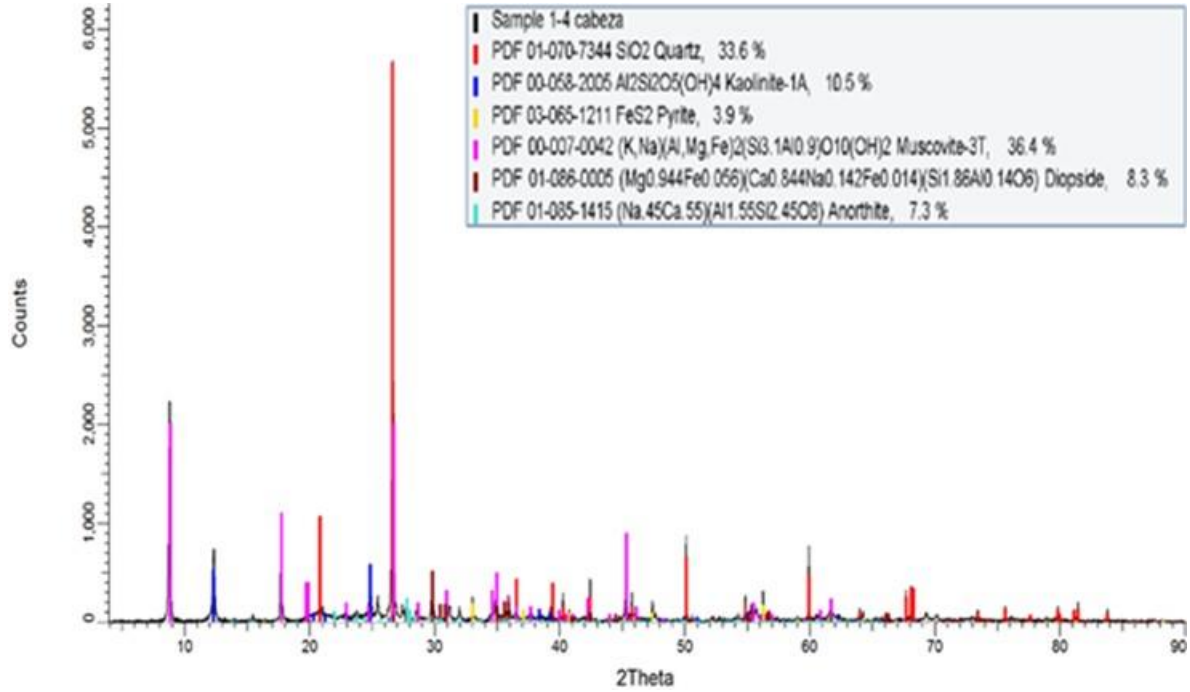 Sample 1-4 cabeza
PDF 01-070-7344 SiO2 Quartz, 33.6 %
PDF 00-058-2005 Al2Si2O5(OH)4 Kaolinite-1A, 10.5 %
PDF 03-065-1211 FeS2 Pyrite, 3.9 %
PDF 00-007-0042 (K,Na)(Al,Mg,Fe)2(Si3.1Al0.9)O10(OH)2 Muscovite-3T, 36.4 %
PDF 01-086-0005 (Mg0.944Fe0.056)(Ca0.844Na0.142Fe0.014)(Si1.86Al0.14O6) Diopside, 8.3 %
PDF 01-085-1415 (Na.45Ca.55)(Al1.55Si2.45O8) Anorthite, 7.3 %
6,000
5,000
4,000
3,000
2,000
1,000
0
Counts
10 20 30 40 50 60 70 80 90
2Theta